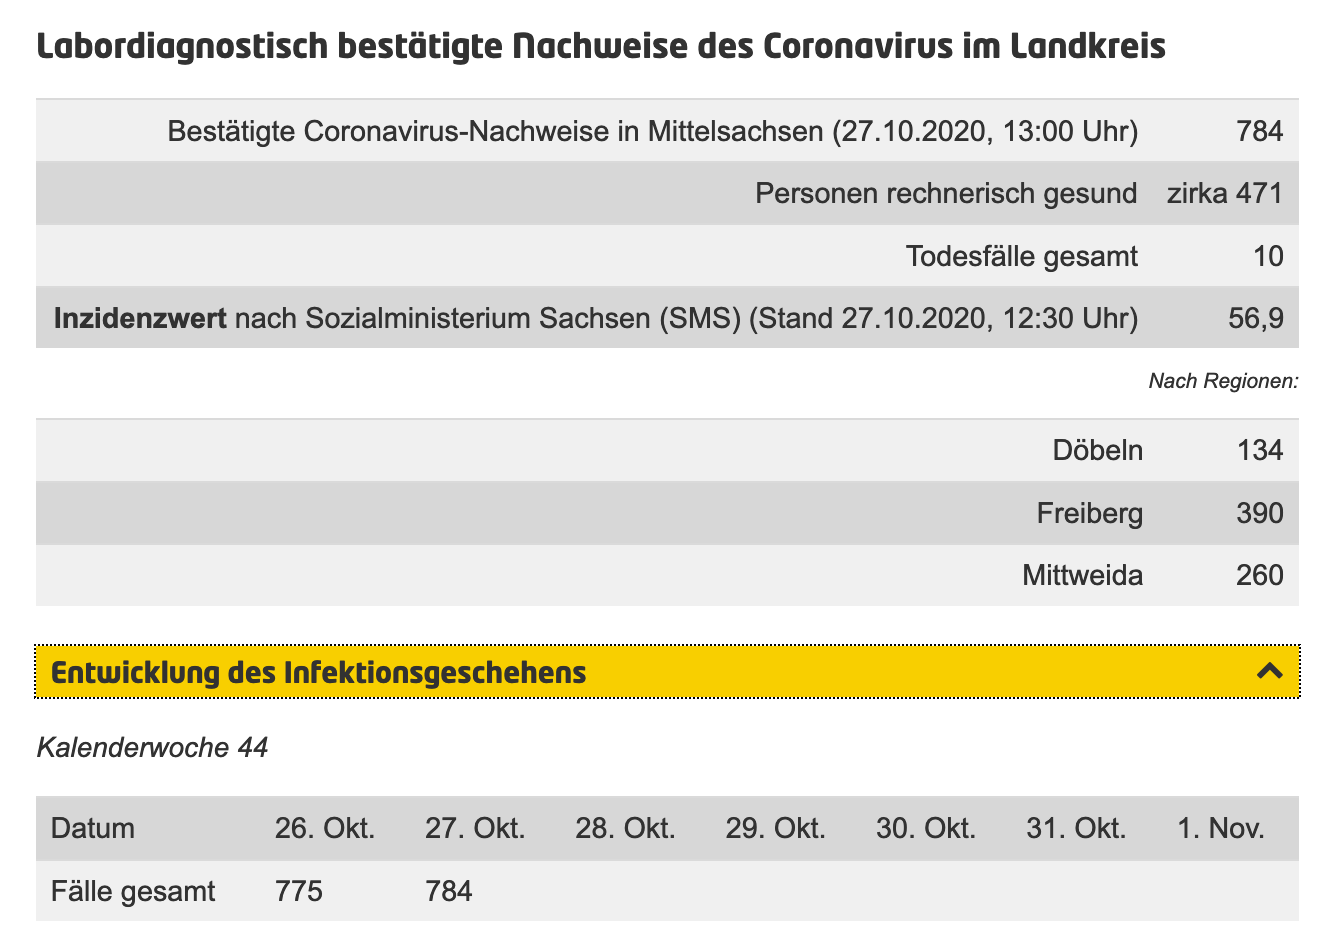 Labordiagnostisch bestätigte Nachweise des Coronavirus im Landkreis
Bestätigte Coronavirus-Nachweise in Mittelsachsen (27.10.2020, 13:00 Uhr) 784
Personen rechnerisch gesund zirka 471
Todesfälle gesamt 10
Inzidenzwert nach Sozialministerium Sachsen (SMS) (Stand 27.10.2020, 12:30 Uhr) 56,9
Nach Regionen:
Döbeln 134
Freiberg 390
Mittweida 260
Entwicklung des Infektionsgeschehens
Kalenderwoche 44
Datum 26. Okt. 27. Okt. 28. Okt. 29. Okt. 30. Okt. 31. Okt. 1. Nov.
Fälle gesamt 775 784